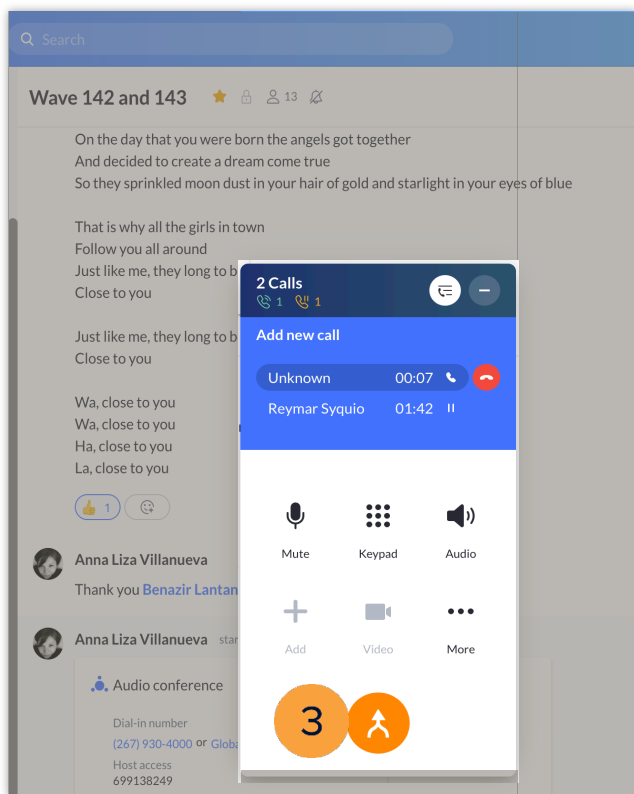 Search
Wave 142 and 143 13
On the day that you were born the angels got together
And decided to create a dream come true
So they sprinkled moon dust in your hair of gold and starlight in your eyes of blue
That is why all the girls in town
Follow you all around
Just like me, they long to b
Close to you
Just like me, they long to b
Close to you
Wa, close to you
Wa, close to you
Ha, close to you
La, close to you
1
Anna Liza Villanueva
Thank you Benazir Lantan
Anna Liza Villanueva star
Audio conference
Dial-in number
(267) 930-4000 or Globa
Host access
699138249
2 Calls
1 1
Add new call
Unknown 00:07
Reymar Syquio 01:42
Mute Keypad Audio
Add Video More
3